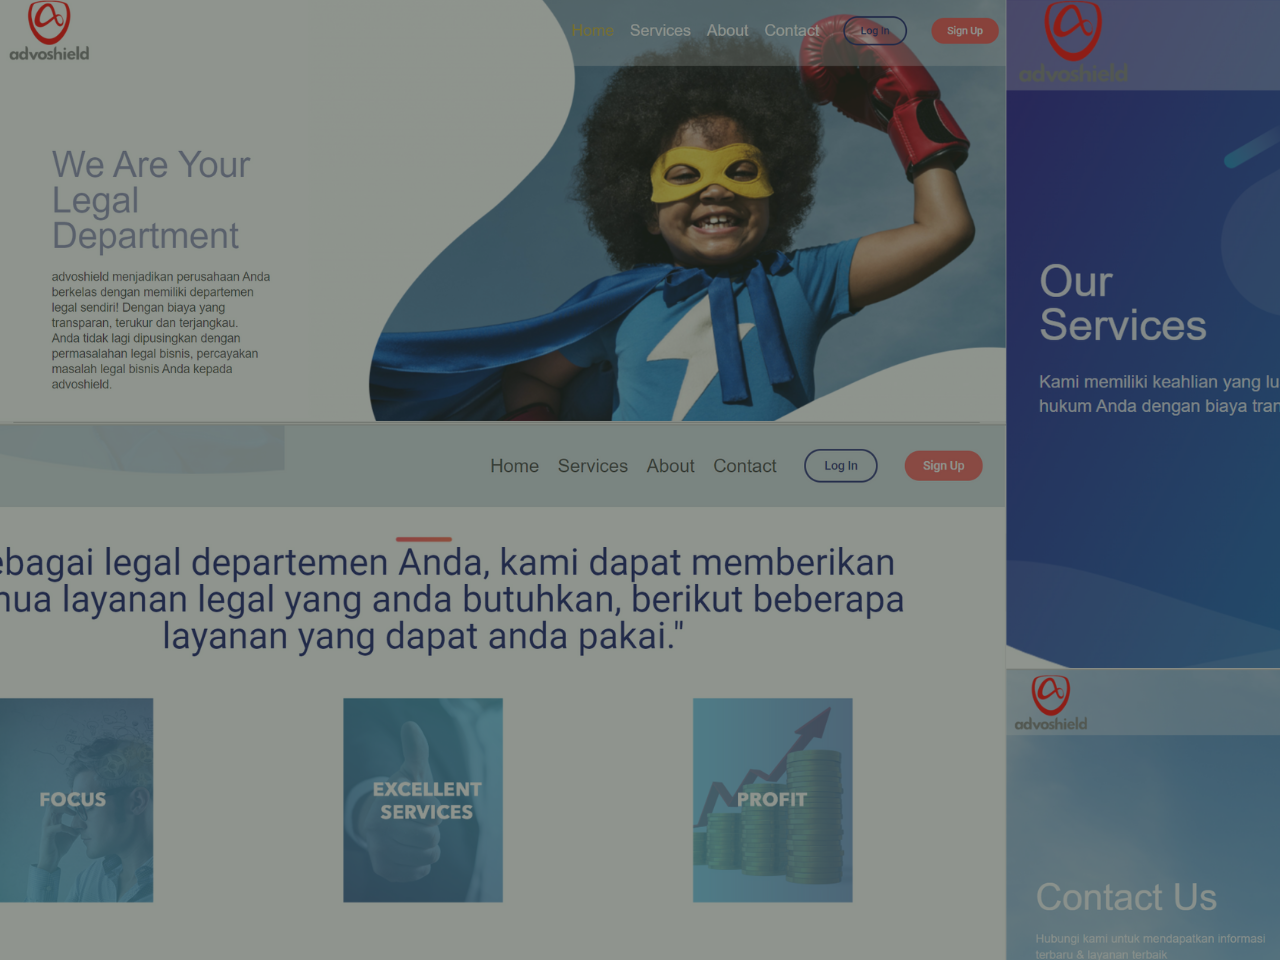 advoshield
Home Services About Contact Log In Sign Up
We Are Your
Legal
Department
advoshield menjadikan perusahaan Anda
berkelas dengan memiliki departemen
legal sendiri! Dengan biaya yang
transparan, terukur dan terjangkau.
Anda tidak lagi dipusingkan dengan
permasalahan legal bisnis, percayakan
masalah legal bisnis Anda kepada
advoshield.
Home Services About Contact Log In Sign Up
ebagai legal departemen Anda, kami dapat memberikan
nua layanan legal yang anda butuhkan, berikut beberapa
layanan yang dapat anda pakai."
FOCUS
EXCELLENT
SERVICES
PROFIT
advoshield
Our
Services
Kami memiliki keahlian yang lu
hukum Anda dengan biaya tran
advoshield
Contact Us
Hubungi kami untuk mendapatkan informasi
terbaru & layanan terbaik